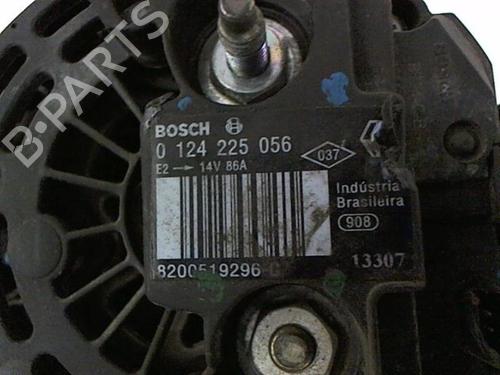 B-PARTS
BOSCH
0 124 225 056
037
E2 → 14V 86A
Indústria
Brasileira
908
8200519296
13307